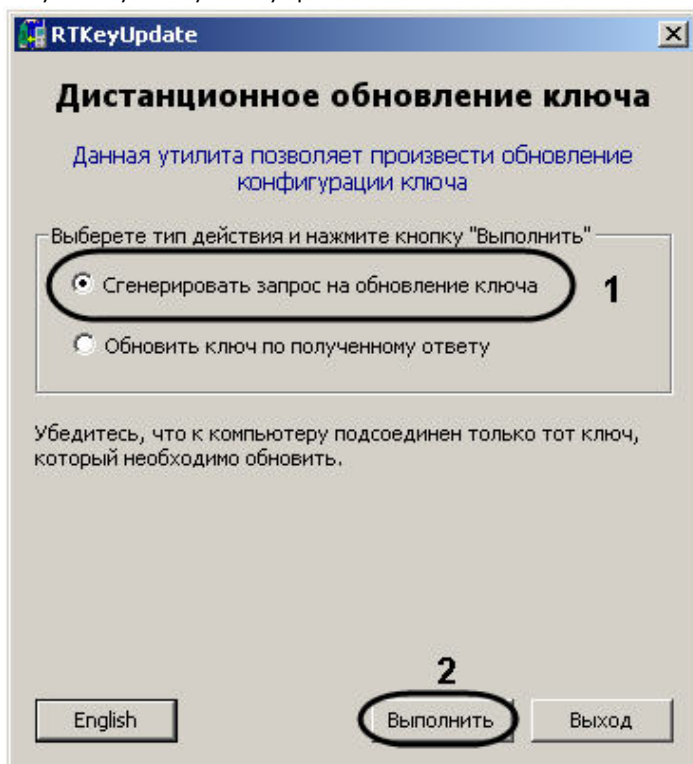 RTKeyUpdate
Дистанционное обновление ключа
Данная утилита позволяет произвести обновление
конфигурации ключа
Выберете тип действия и нажмите кнопку "Выполнить"
Сгенерировать запрос на обновление ключа
1
Обновить ключ по полученному ответу
Убедитесь, что к компьютеру подсоединен только тот ключ,
который необходимо обновить.
2
English
Выполнить
Выход